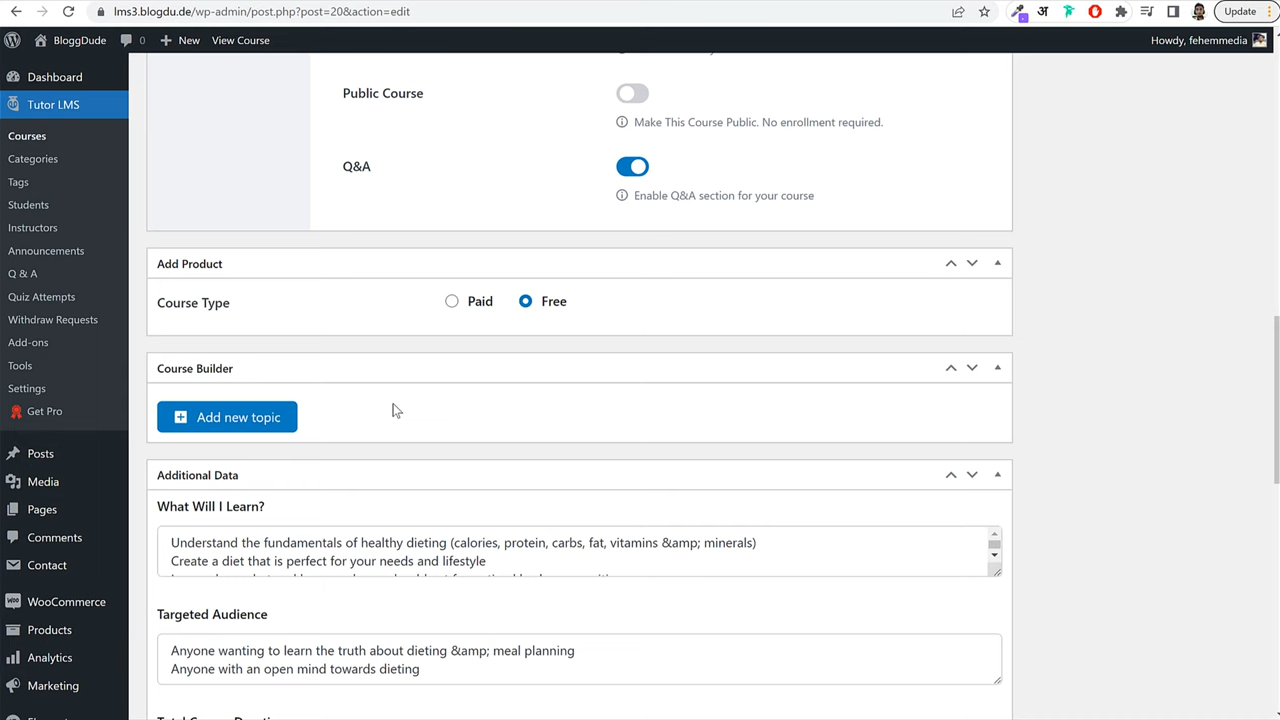 lms3.blogdu.de/wp-admin/post.php?post=20&action=edit
अ
Update
BloggDude
0
New
View Course
Howdy, fehemmedia
Dashboard
Tutor LMS
Courses
Categories
Tags
Students
Instructors
Announcements
Q & A
Quiz Attempts
Withdraw Requests
Add-ons
Tools
Settings
Get Pro
Posts
Media
Pages
Comments
Contact
WooCommerce
Products
Analytics
Marketing
Public Course
Make This Course Public. No enrollment required.
Q&A
Enable Q&A section for your course
Add Product
Course Type
Paid
Free
Course Builder
Add new topic
Additional Data
What Will I Learn?
Understand the fundamentals of healthy dieting (calories, protein, carbs, fat, vitamins &amp; minerals)
Create a diet that is perfect for your needs and lifestyle
Targeted Audience
Anyone wanting to learn the truth about dieting &amp; meal planning
Anyone with an open mind towards dieting